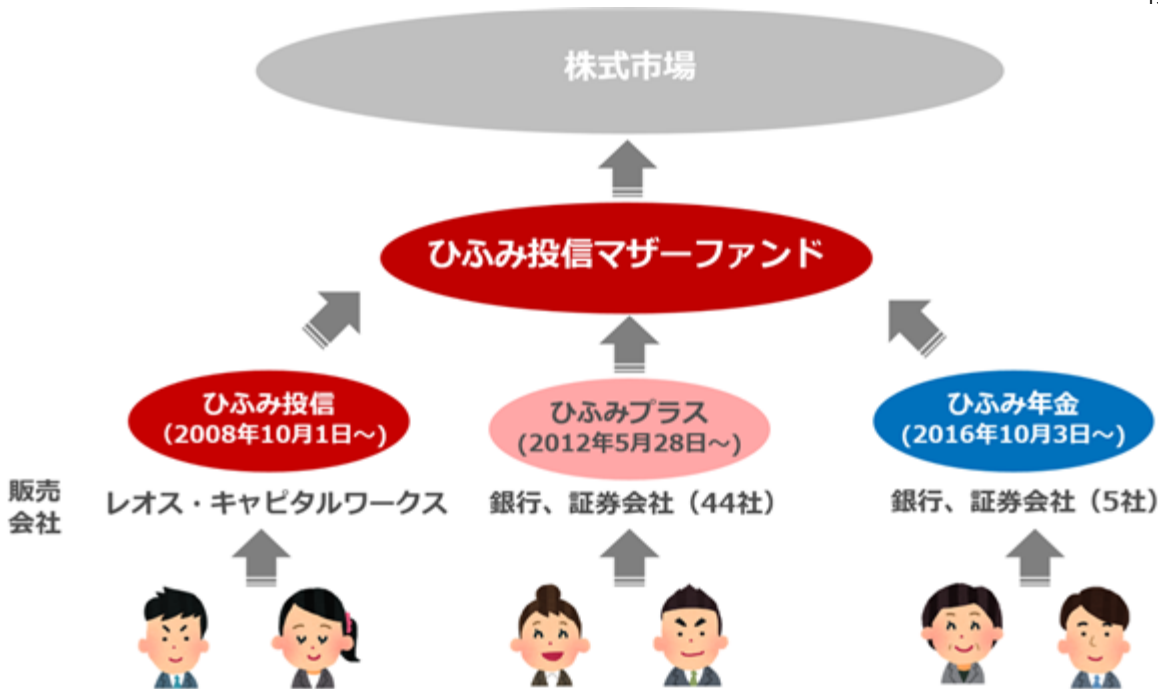 株式市場
ひふみ投信マザーファンド
ひふみ投信
（2008年10月1日～)
ひふみプラス
(2012年5月28日～)
ひふみ年金
(2016年10月3日～)
販売
会社
レオス・キャピタルワークス
銀行、証券会社（44社）
銀行、証券会社（5社）